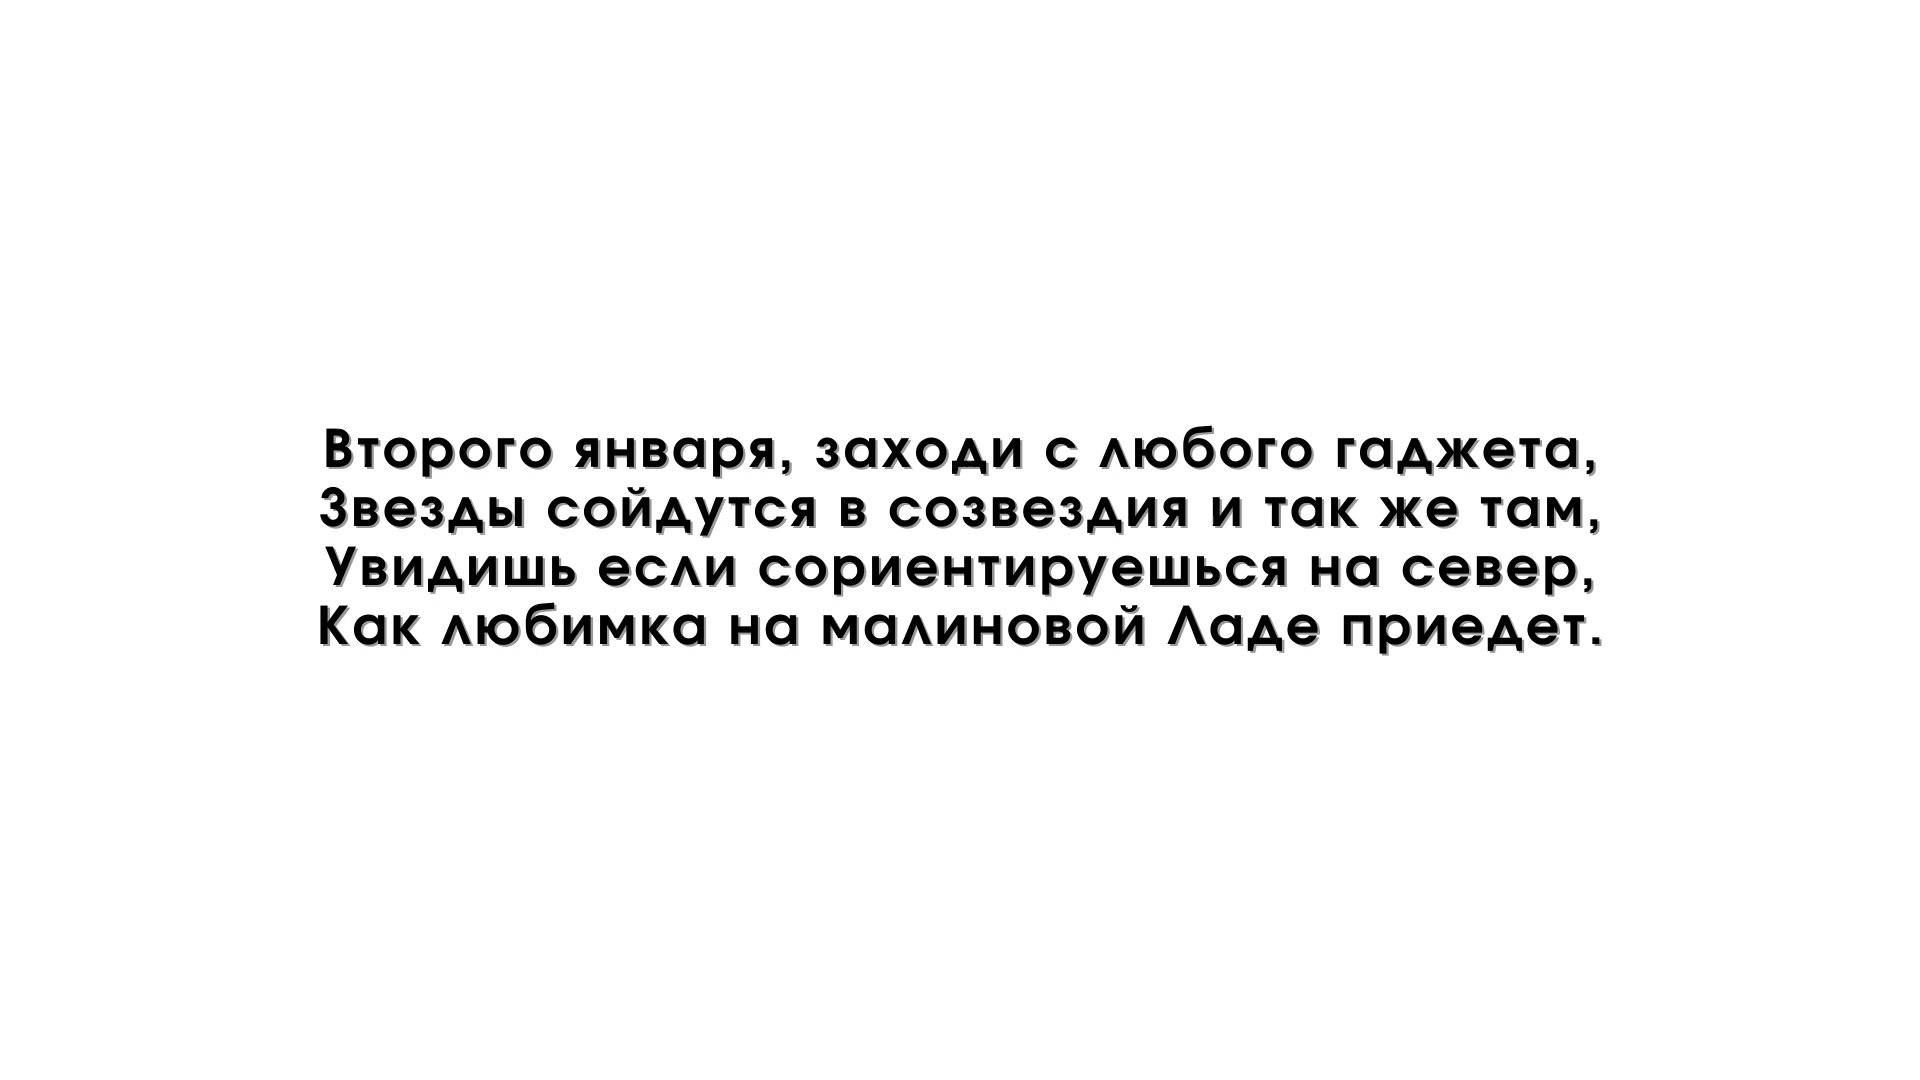 Второго января, заходи с любого гаджета,
Звезды сойдутся в созвездия и так же там,
Увидишь если сориентируешься на север,
Как любимка на малиновой Ладе приедет.